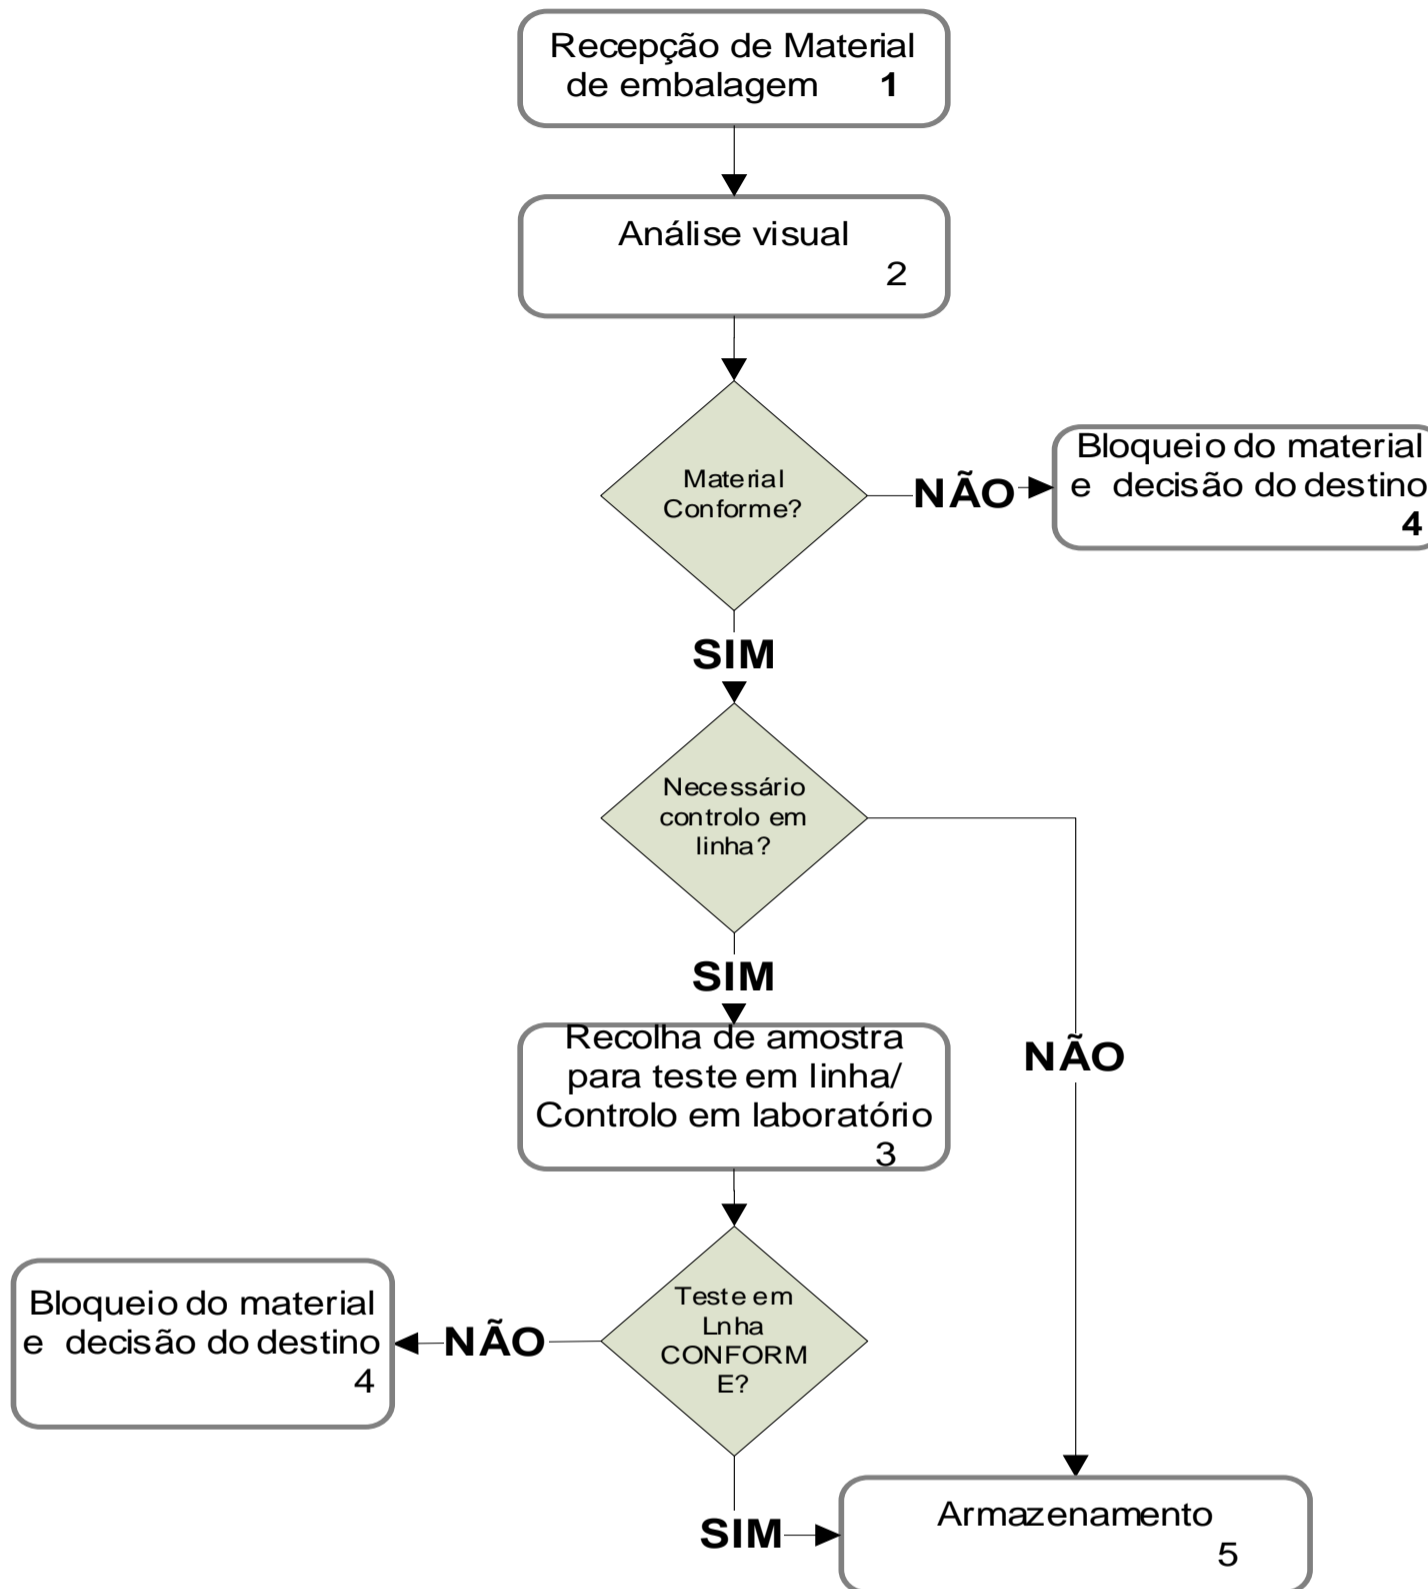 Recepção de Material
de embalagem 1
Análise visual
2
Material
Conforme?
NÃO
Bloqueio do material
e decisão do destino
4
SIM
Necessário
controlo em
linha?
SIM
NÃO
Recolha de amostra
para teste em linha/
Controlo em laboratório
3
Teste em
Lnha
CONFORM
E?
NÃO
Bloqueio do material
e decisão do destino
4
SIM
Armazenamento
5